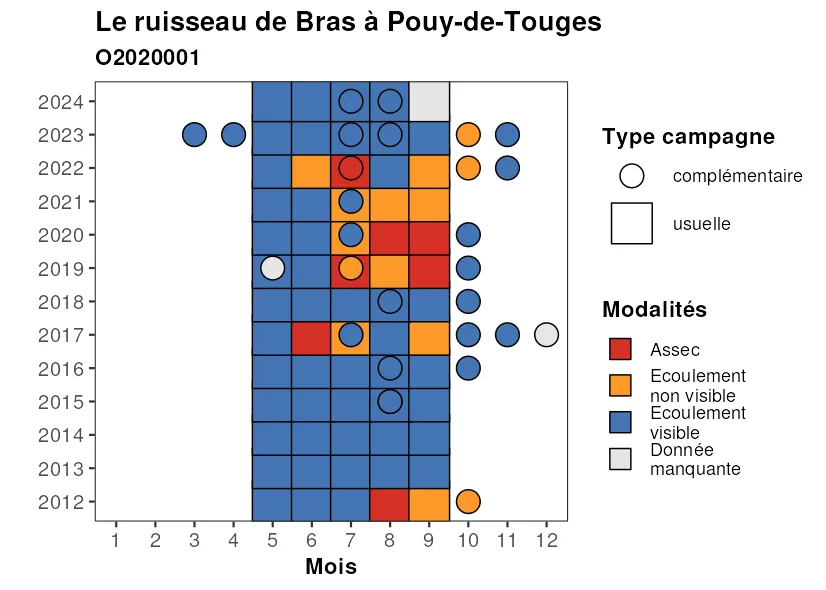 Le ruisseau de Bras à Pouy-de-Touges
O2020001
2024
2023
2022
2021
2020
2019
2018
2017
2016
2015
2014
2013
2012
1 2 3 4 5 6 7 8 9 10 11 12
Mois
Type campagne
complémentaire
usuelle
Modalités
Assec
Ecoulement
non visible
Ecoulement
visible
Donnée
manquante